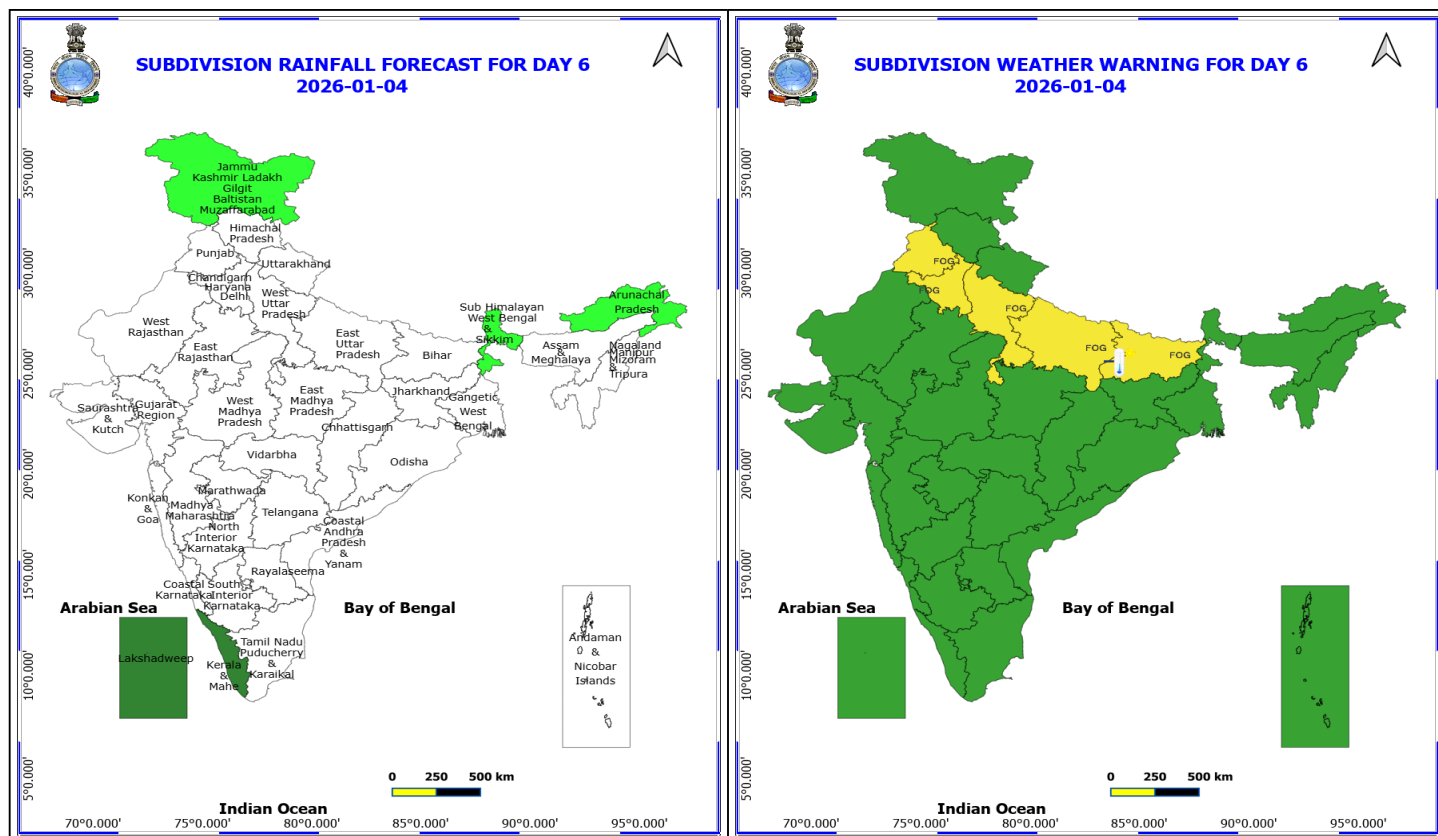 SUBDIVISION RAINFALL FORECAST FOR DAY 6
2026-01-04
40°0.000'
35°0.000'
30°0.000'
25°0.000'
20°0.000'
15°0.000'
10°0.000'
5°0.000'
Jammu
Kashmir Ladakh
Gilgit
Baltistan
Muzaffarabad
Himachal
Pradesh
Punjab
Uttarakhand
Chandigarh
Haryana
Delhi
West
Uttar
Pradesh
West
Rajasthan
East
Rajasthan
East
Uttar
Pradesh
Bihar
Sub Himalayan
West Bengal
&
Sikkim
Arunachal
Pradesh
Assam
&
Meghalaya
Nagaland
Manipur
Mizoram
&
Tripura
Saurashtra
&
Kutch
Gujarat
Region
West
Madhya
Pradesh
East
Madhya
Pradesh
Jharkhand
Gangetic
West
Bengal
Chhattisgarh
Vidarbha
Odisha
Konkan
&
Goa
Madhya
Maharashtra
Marathwada
Telangana
North
Interior
Karnataka
Coastal
Andhra
Pradesh
&
Yanam
Rayalaseema
Coastal
Karnataka
South
Interior
Karnataka
Arabian Sea
Bay of Bengal
Lakshadweep
Kerala
&
Mahe
Tamil Nadu
Puducherry
&
Karaikal
Andaman
&
Nicobar
Islands
0 250 500 km
Indian Ocean
70°0.000' 75°0.000' 80°0.000' 85°0.000' 90°0.000' 95°0.000'
SUBDIVISION WEATHER WARNING FOR DAY 6
2026-01-04
40°0.000'
35°0.000'
30°0.000'
25°0.000'
20°0.000'
15°0.000'
10°0.000'
5°0.000'
FOG
FOG
FOG
FOG
FOG
Arabian Sea
Bay of Bengal
0 250 500 km
Indian Ocean
70°0.000' 75°0.000' 80°0.000' 85°0.000' 90°0.000' 95°0.000'